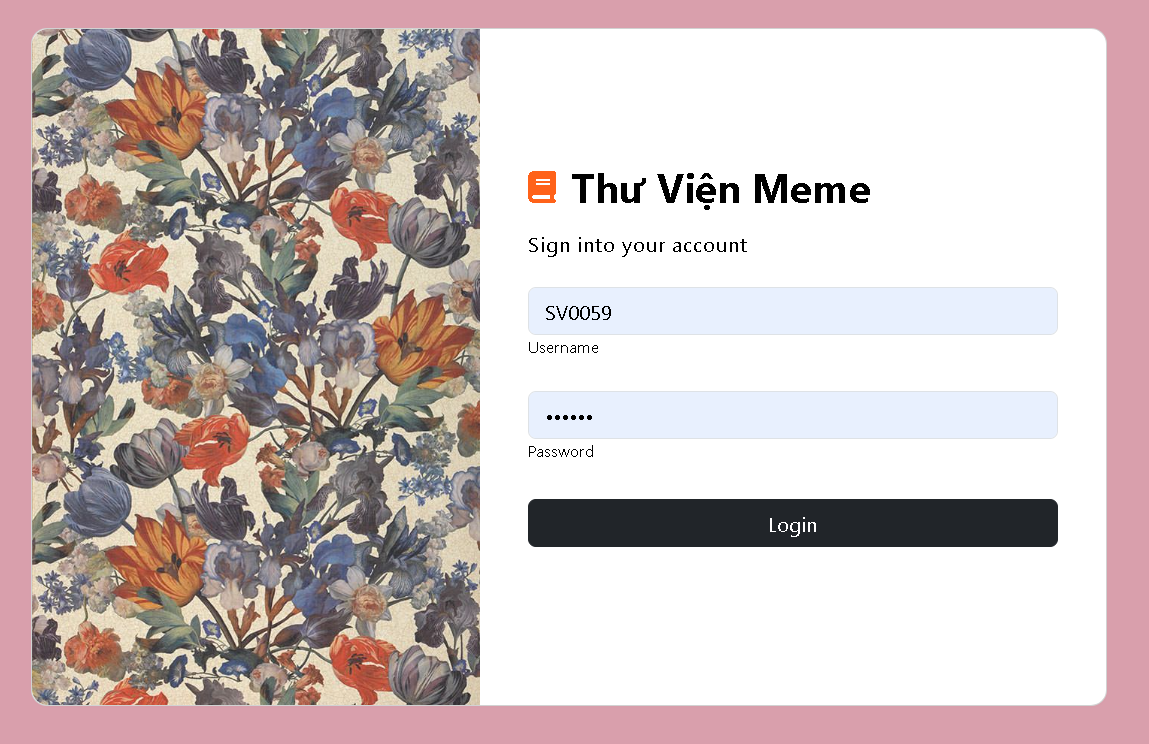 Thư Viện Meme
Sign into your account
SV0059
Username
••••••
Password
Login